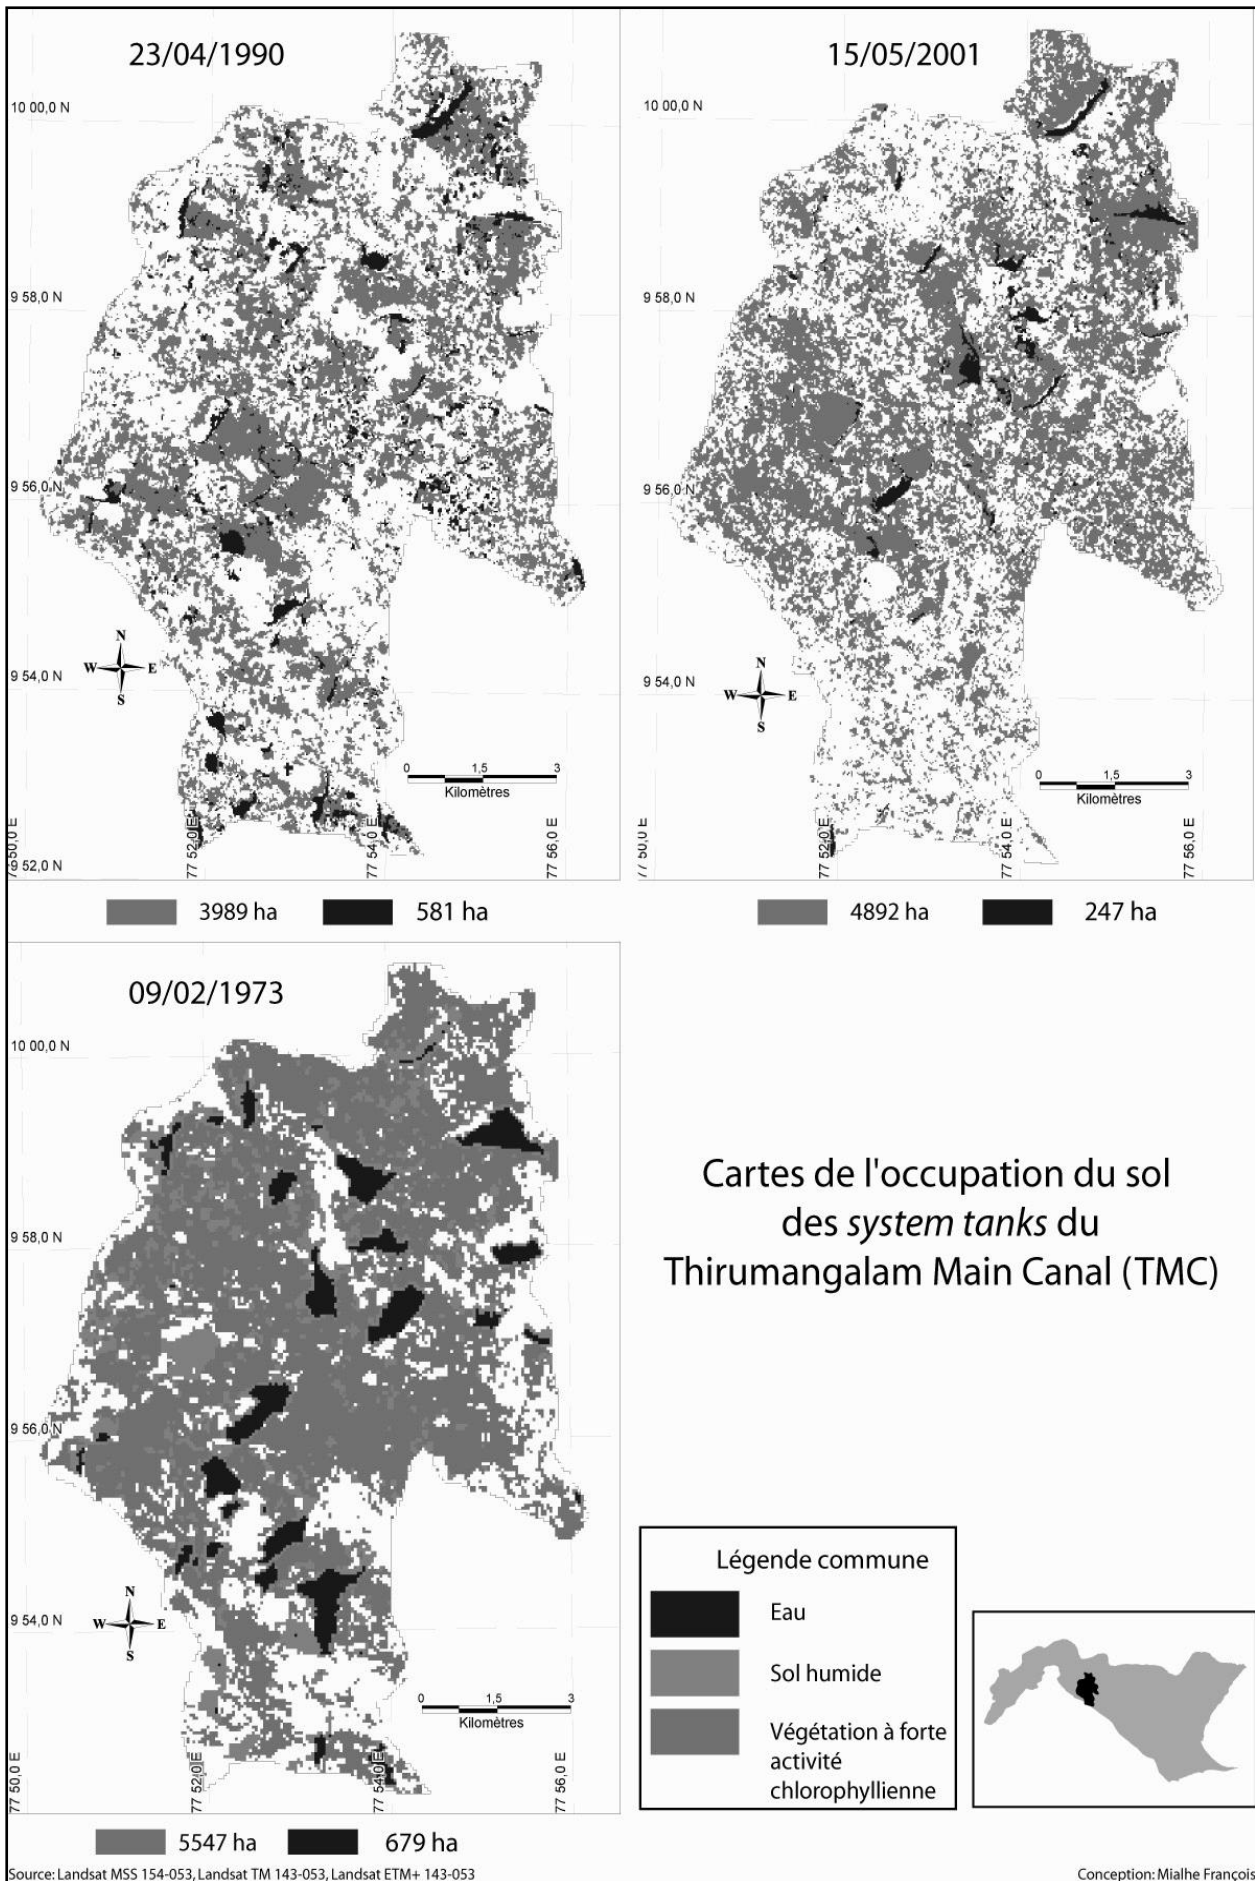 23/04/1990
10 00,0 N
9 58,0 N
9 56,0 N
9 54,0 N
9 52,0 N
N
W E
S
0 1,5 3
Kilomètres
50,0 E
77 52,0 E
77 54,0 E
77 56,0 E
3989 ha
581 ha
15/05/2001
10 00,0 N
9 58,0 N
9 56,0 N
9 54,0 N
N
W E
S
0 1,5 3
Kilomètres
77 50,0 E
77 52,0 E
77 54,0 E
77 56,0 E
4892 ha
247 ha
09/02/1973
10 00,0 N
9 58,0 N
9 56,0 N
9 54,0 N
N
W E
S
0 1,5 3
Kilomètres
77 50,0 E
77 52,0 E
77 54,0 E
77 56,0 E
5547 ha
679 ha
Cartes de l'occupation du sol
des system tanks du
Thirumangalam Main Canal (TMC)
Légende commune
Eau
Sol humide
Végétation à forte
activité
chlorophyllienne
Source: Landsat MSS 154-053, Landsat TM 143-053, Landsat ETM+ 143-053
Conception: Mialhe François